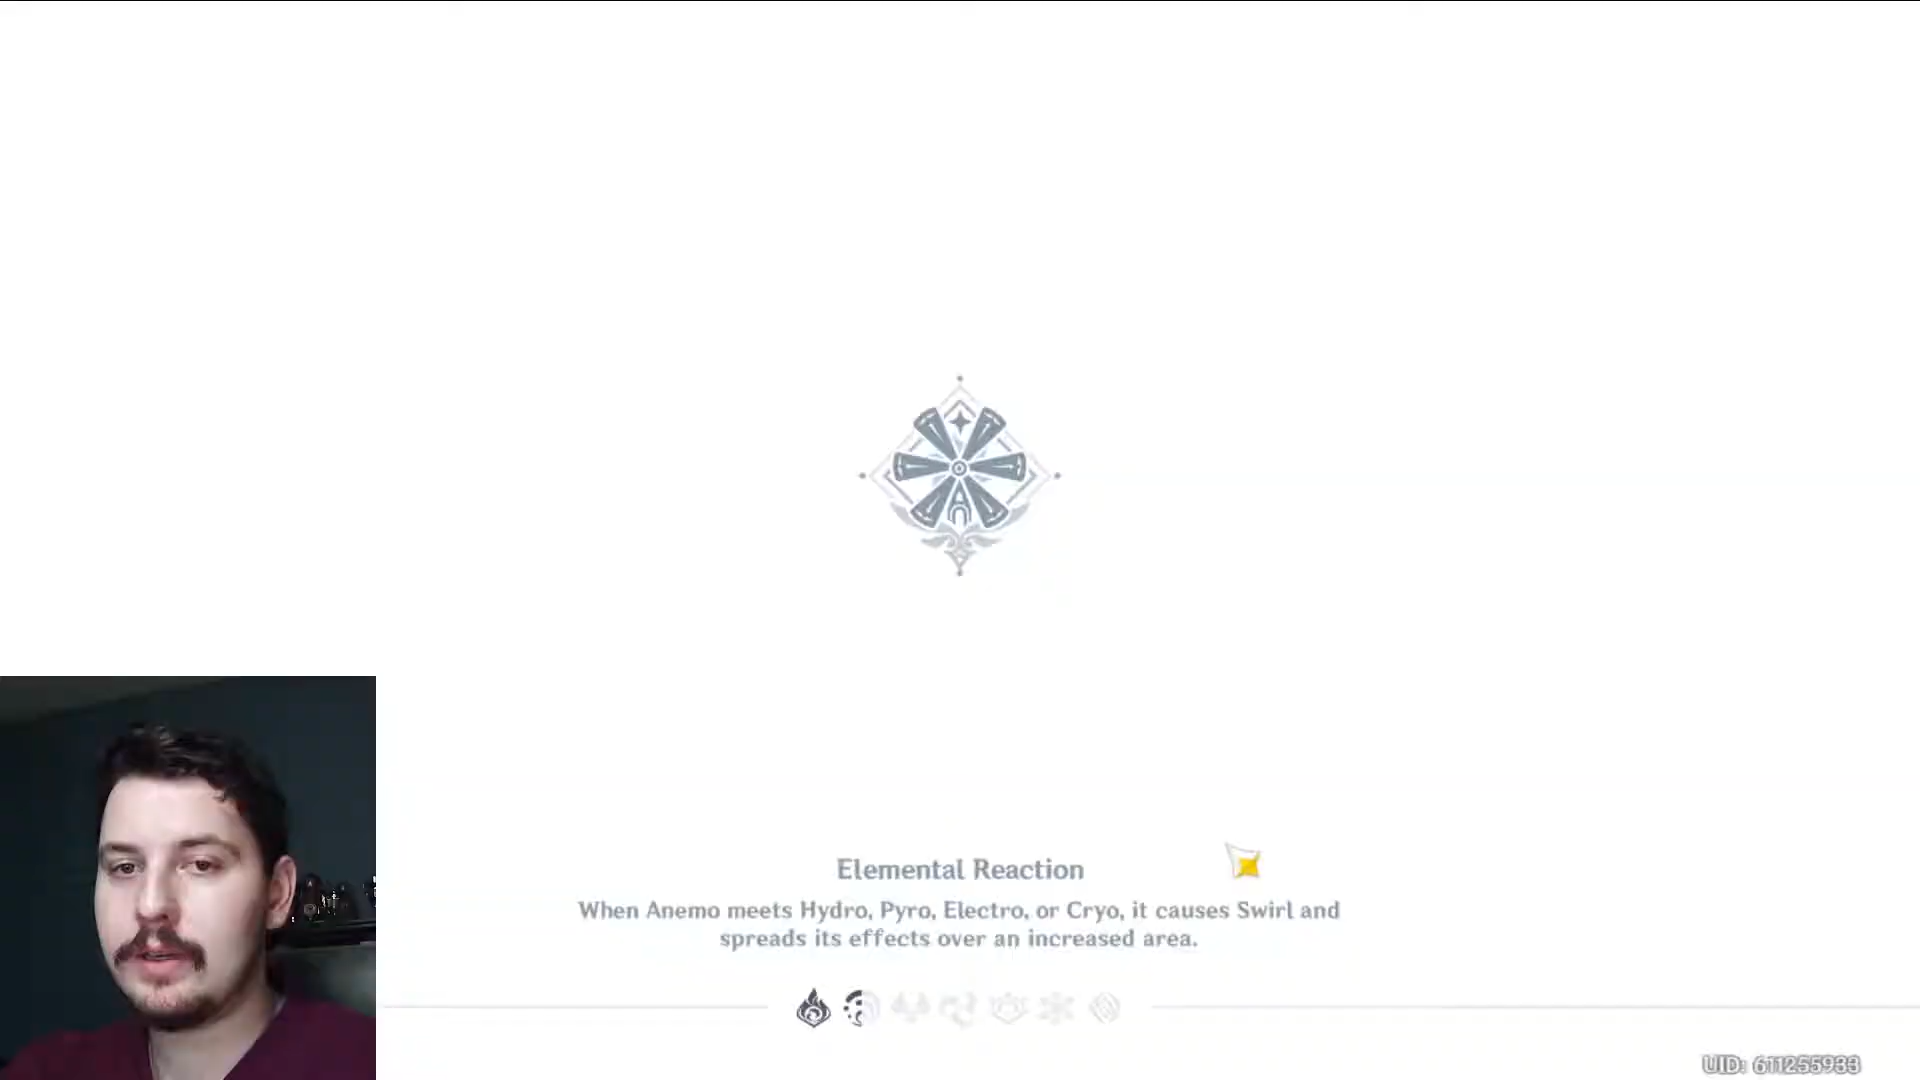 Elemental Reaction
When Anemo meets Hydro, Pyro, Electro, or Cryo, it causes Swirl and
spreads its effects over an increased area.
UID: 611255933